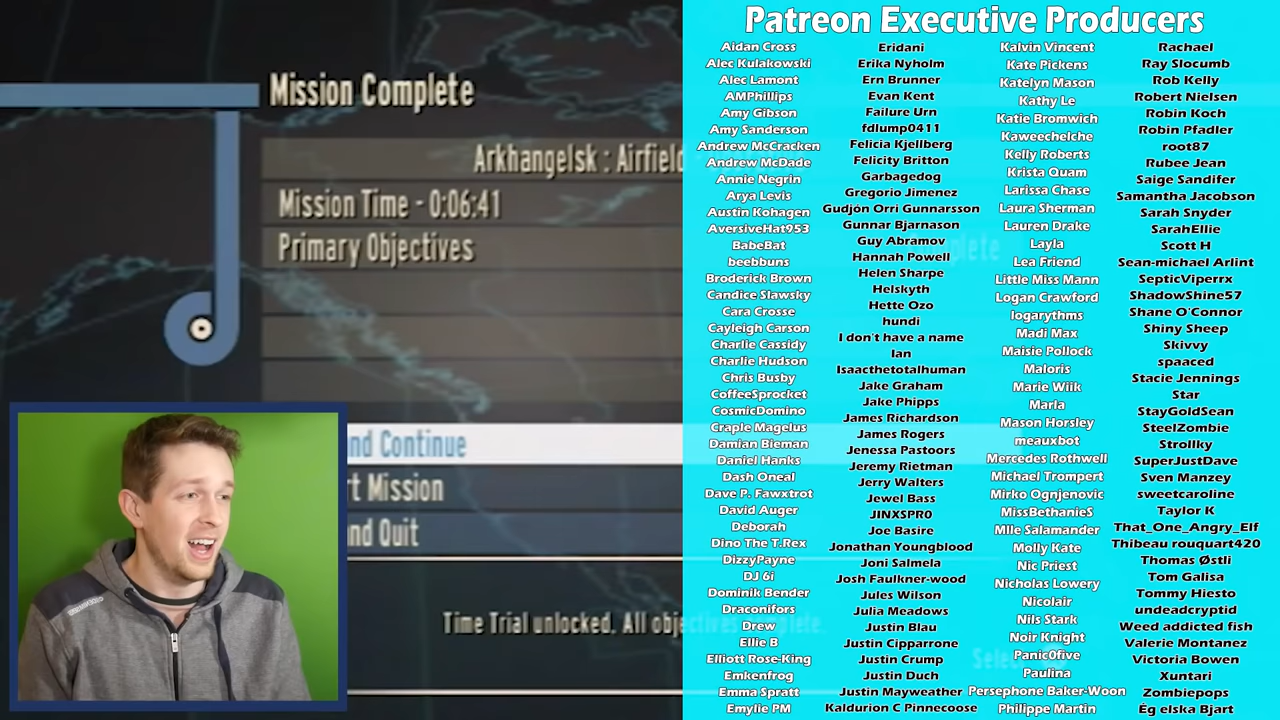 Mission Complete
Arkhangelsk : Airfield
Mission Time - 0:06:41
Primary Objectives
nd Continue
rt Mission
nd Quit
Time Trial unlocked. All objectives complete.
Patreon Executive Producers
Aidan Cross
Alec Kulakowski
Alec Lamont
AMPhillips
Amy Gibson
Amy Sanderson
Andrew McCracken
Andrew McDade
Annie Negrin
Arya Levis
Austin Kohagen
AversiveHat953
BabeBat
beebbuns
Broderick Brown
Candice Slawsky
Cara Crosse
Cayleigh Carson
Charlie Cassidy
Charlie Hudson
Chris Busby
CoffeeSprocket
CosmicDomino
Craple Magelus
Damian Bieman
Daniel Hanks
Dash Oneal
Dave P. Fawxtrot
David Auger
Deborah
Dino The T.Rex
DizzyPayne
DJ 6i
Dominik Bender
Draconifors
Drew
Ellie B
Elliott Rose-King
Emkenfrog
Emma Spratt
Emylie PM
Eridani
Erika Nyholm
Ern Brunner
Evan Kent
Failure Urn
fdlump0411
Felicia Kjellberg
Felicity Britton
Garbagedog
Gregorio Jimenez
Gudjón Orri Gunnarsson
Gunnar Bjarnason
Guy Abramov
Hannah Powell
Helen Sharpe
Helskyth
Hette Ozo
hundi
I don't have a name
Ian
Isaacthetotalhuman
Jake Graham
Jake Phipps
James Richardson
James Rogers
Jenessa Pastoors
Jeremy Rietman
Jerry Walters
Jewel Bass
JINXSPR0
Joe Basire
Jonathan Youngblood
Joni Salmela
Josh Faulkner-wood
Jules Wilson
Julia Meadows
Justin Blau
Justin Cipparrone
Justin Crump
Justin Duch
Justin Mayweather
Kaldurion C Pinnecoose
Kalvin Vincent
Kate Pickens
Katelyn Mason
Kathy Le
Katie Bromwich
Kaweechelche
Kelly Roberts
Krista Quam
Larissa Chase
Laura Sherman
Lauren Drake
Layla
Lea Friend
Little Miss Mann
Logan Crawford
logarythms
Madi Max
Maisie Pollock
Maloris
Marie Wiik
Marla
Mason Horsley
meauxbot
Mercedes Rothwell
Michael Trompert
Mirko Ognjenovic
MissBethanieS
Mlle Salamander
Molly Kate
Nic Priest
Nicholas Lowery
Nicolair
Nils Stark
Noir Knight
Panic0five
Paulina
Persephone Baker-Woon
Philippe Martin
Rachael
Ray Slocumb
Rob Kelly
Robert Nielsen
Robin Koch
Robin Pfadler
root87
Rubee Jean
Saige Sandifer
Samantha Jacobson
Sarah Snyder
SarahEllie
Scott H
Sean-michael Arlint
SepticViperrx
ShadowShine57
Shane O'Connor
Shiny Sheep
Skivvy
spaaced
Stacie Jennings
Star
StayGoldSean
SteelZombie
Strollky
SuperJustDave
Sven Manzey
sweetcaroline
Taylor K
That_One_Angry_Elf
Thibeau rouquart420
Thomas Østli
Tom Galisa
Tommy Hiesto
undeadcryptid
Weed addicted fish
Valerie Montanez
Victoria Bowen
Xuntari
Zombiepops
Ég elska Bjart